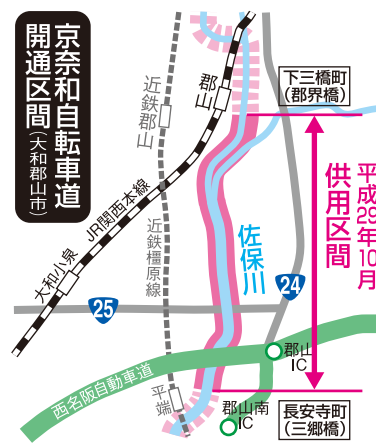 京奈和自転車道
開通区間(大和郡山市)
近鉄郡山
郡山
下三橋町
(郡界橋)
平成29年10月
供用区間
JR関西本線
大和小泉
近鉄橿原線
佐保川
24
25
西名阪自動車道
平端
郡山
IC
郡山南
IC
長安寺町
(三郷橋)